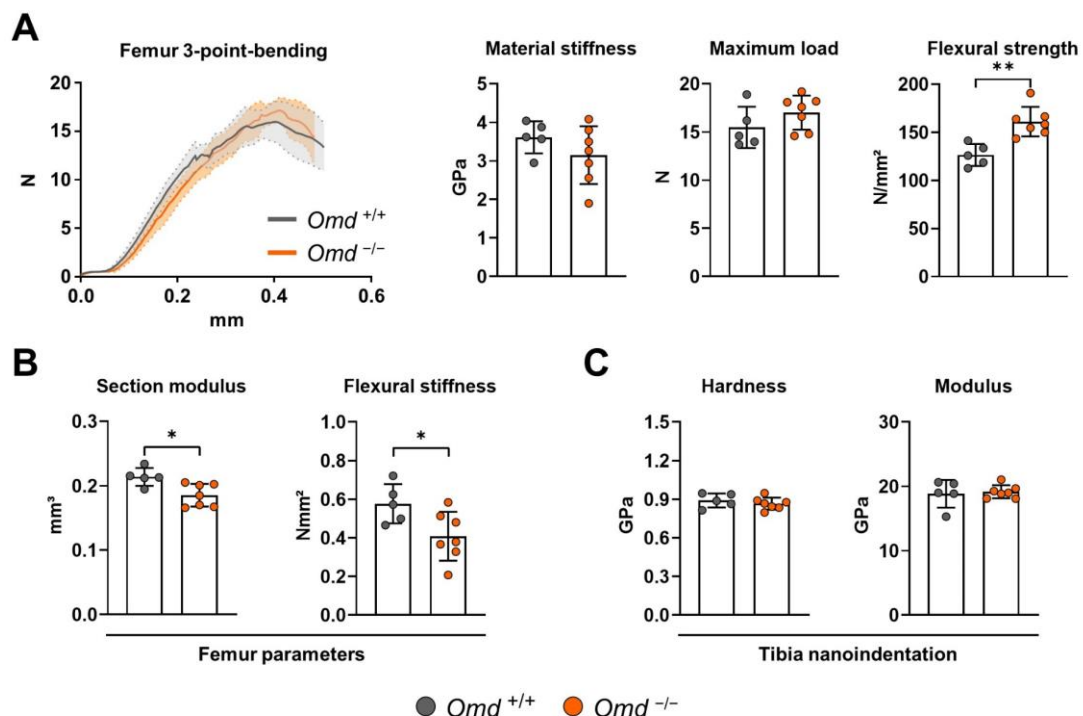 A
Femur 3-point-bending
20
15
10
5
0
N
0.0
0.2
0.4
0.6
mm
Omd +/+
Omd −/−
Material stiffness
5
4
3
2
1
0
GPa
Maximum load
20
15
10
5
0
N
Flexural strength
**
200
150
100
50
0
N/mm²
B
Section modulus
0.3
0.2
0.1
0.0
mm³
*
Flexural stiffness
1.0
0.8
0.6
0.4
0.2
0.0
Nmm²
*
Femur parameters
C
Hardness
1.5
1.2
0.9
0.6
0.3
0.0
GPa
Modulus
30
20
10
0
GPa
Tibia nanoindentation
Omd +/+
Omd −/−